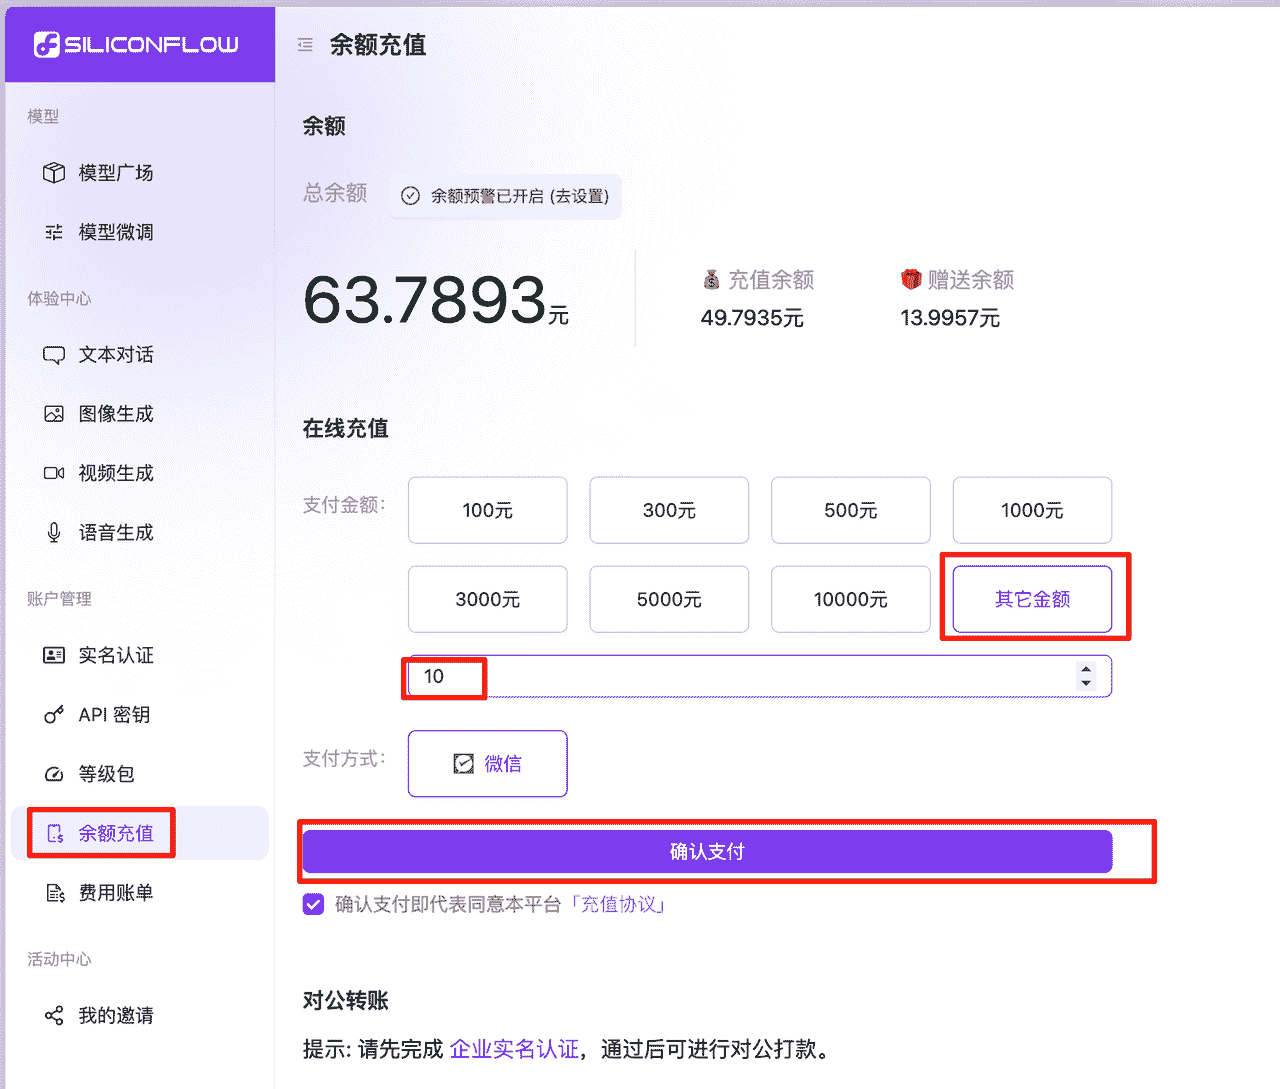 SILICONFLOW
模型
模型广场
模型微调
体验中心
文本对话
图像生成
视频生成
语音生成
账户管理
实名认证
API 密钥
等级包
余额充值
费用账单
活动中心
我的邀请
余额充值
余额
总余额
余额预警已开启 (去设置)
63.7893元
充值余额
49.7935元
赠送余额
13.9957元
在线充值
支付金额：
100元
300元
500元
1000元
3000元
5000元
10000元
其它金额
10
支付方式：
微信
确认支付
确认支付即代表同意本平台「充值协议」
对公转账
提示: 请先完成 企业实名认证，通过后可进行对公打款。